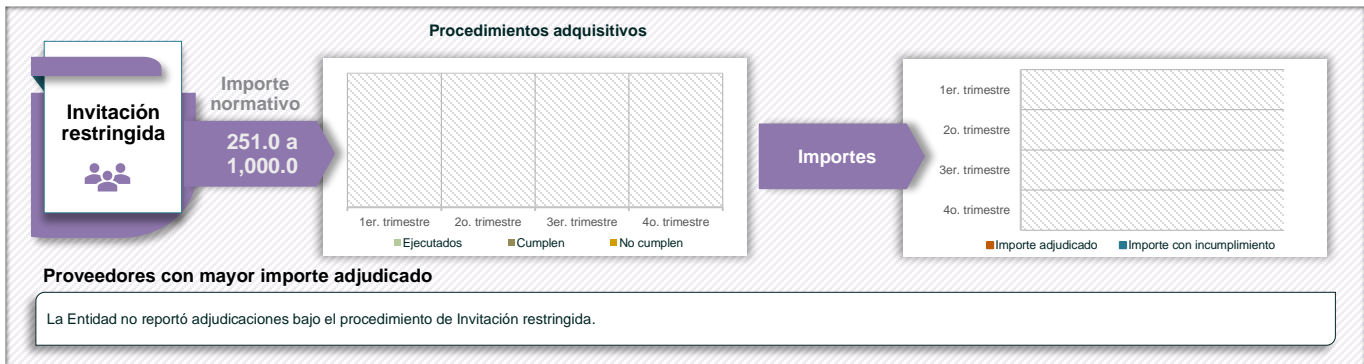 Procedimientos adquisitivos
Invitación
restringida
Importe
normativo
251.0 a
1,000.0
1er. trimestre 2o. trimestre 3er. trimestre 4o. trimestre
Ejecutados Cumplen No cumplen
Importes
1er. trimestre
2o. trimestre
3er. trimestre
4o. trimestre
Importe adjudicado Importe con incumplimiento
Proveedores con mayor importe adjudicado
La Entidad no reportó adjudicaciones bajo el procedimiento de Invitación restringida.